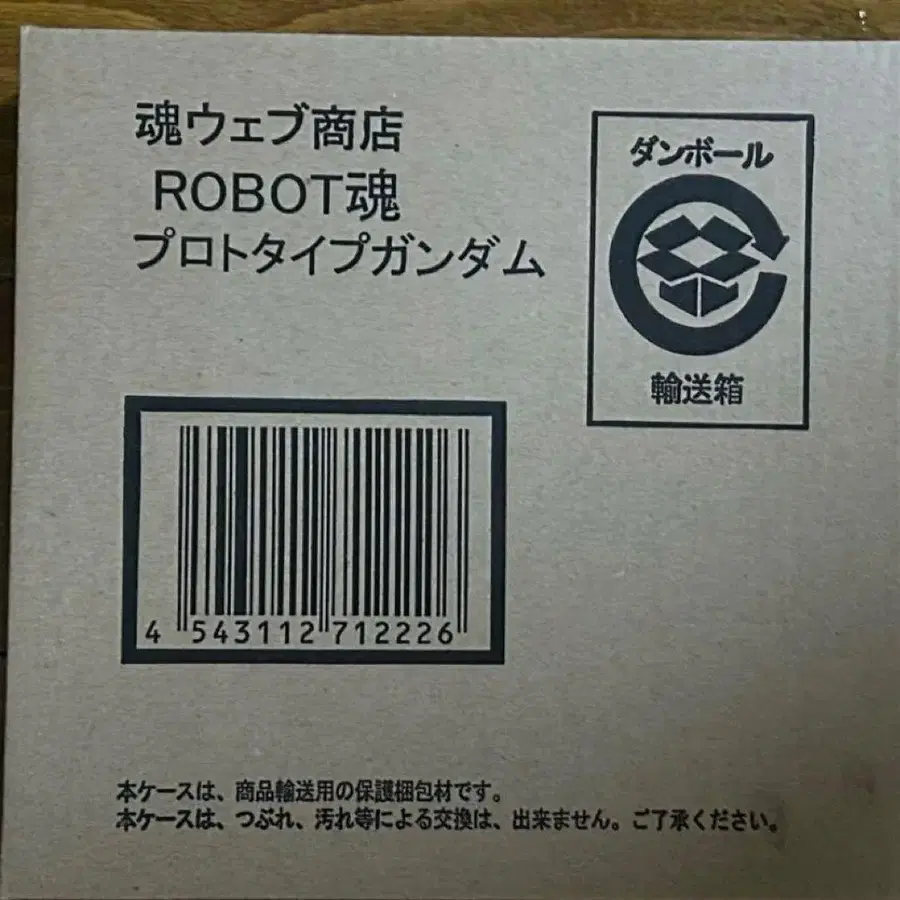 魂ウェブ商店
ROBOT魂
プロトタイプガンダム
ダンボール
輸送箱
4 543112 712226
本ケースは、商品輸送用の保護梱包材です。
本ケースは、つぶれ、汚れ等による交換は、出来ません。ご了承ください。